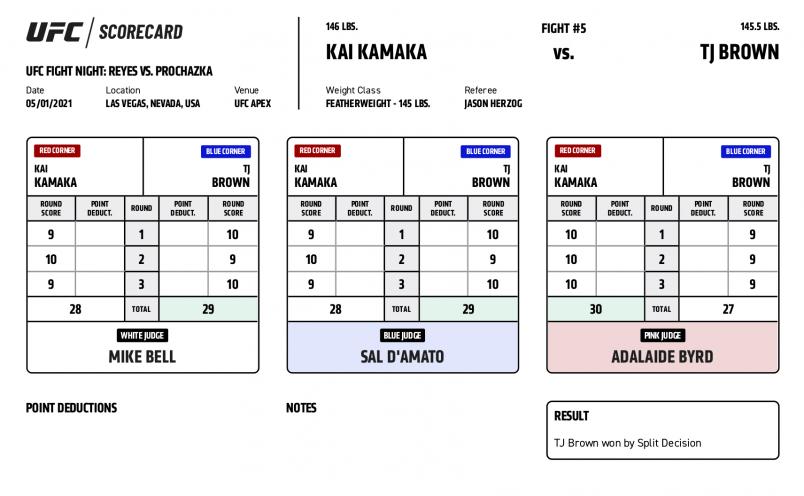 UFC SCORECARD
UFC FIGHT NIGHT: REYES VS. PROCHAZKA
Date Location Venue
05/01/2021 LAS VEGAS, NEVADA, USA UFC APEX
146 LBS. FIGHT #5 145.5 LBS.
KAI KAMAKA VS. TJ BROWN
Weight Class Referee
FEATHERWEIGHT - 145 LBS. JASON HERZOG
RED CORNER BLUE CORNER
KAI TJ
KAMAKA BROWN
ROUND POINT ROUND POINT ROUND
SCORE DEDUCT. DEDUCT. SCORE
9 1 10
10 2 9
9 3 10
28 TOTAL 29
WHITE JUDGE
MIKE BELL
RED CORNER BLUE CORNER
KAI TJ
KAMAKA BROWN
ROUND POINT ROUND POINT ROUND
SCORE DEDUCT. DEDUCT. SCORE
9 1 10
10 2 9
9 3 10
28 TOTAL 29
BLUE JUDGE
SAL D'AMATO
RED CORNER BLUE CORNER
KAI TJ
KAMAKA BROWN
ROUND POINT ROUND POINT ROUND
SCORE DEDUCT. DEDUCT. SCORE
10 1 9
10 2 9
10 3 9
30 TOTAL 27
PINK JUDGE
ADALAIDE BYRD
POINT DEDUCTIONS
NOTES
RESULT
TJ Brown won by Split Decision